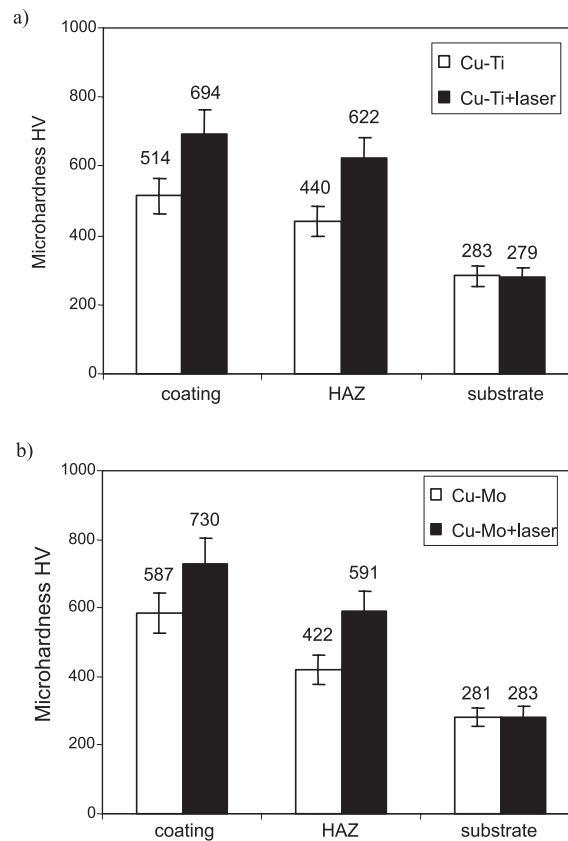 a)
1000
800
600
400
200
0
Microhardness HV
Cu-Ti
Cu-Ti+laser
514
694
440
622
283
279
coating
HAZ
substrate
b)
1000
800
600
400
200
0
Microhardness HV
Cu-Mo
Cu-Mo+laser
587
730
422
591
281
283
coating
HAZ
substrate